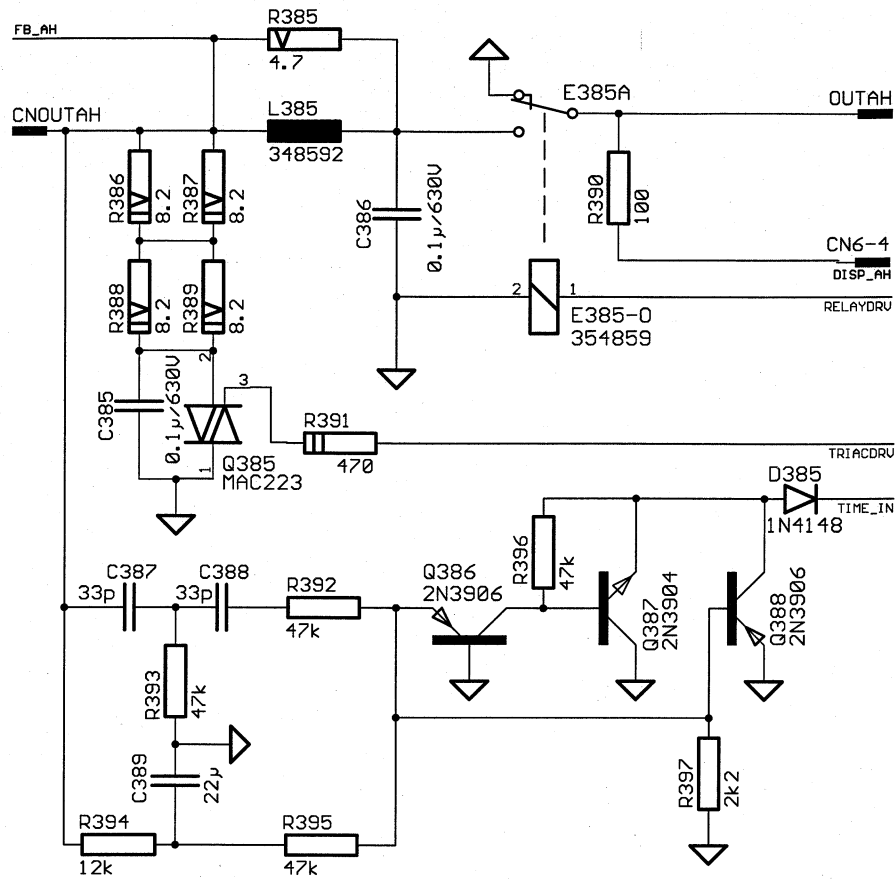 FB_AH
R385
4.7
CNOUTAH
L385
348592
E385A
OUTAH
R386
8.2
R387
8.2
C386
0.1µ/630V
R390
100
CN6-4
DISP_AH
R388
8.2
R389
8.2
2
1
E385-O
354859
RELAYDRV
C385
0.1µ/630V
2
3
1
Q385
MAC223
R391
470
TRIACDRV
D385
1N4148
TIME_IN
C387
33p
C388
33p
R392
47k
Q386
2N3906
R396
47k
Q387
2N3904
Q388
2N3906
R393
47k
C389
22µ
R397
2k2
R394
12k
R395
47k